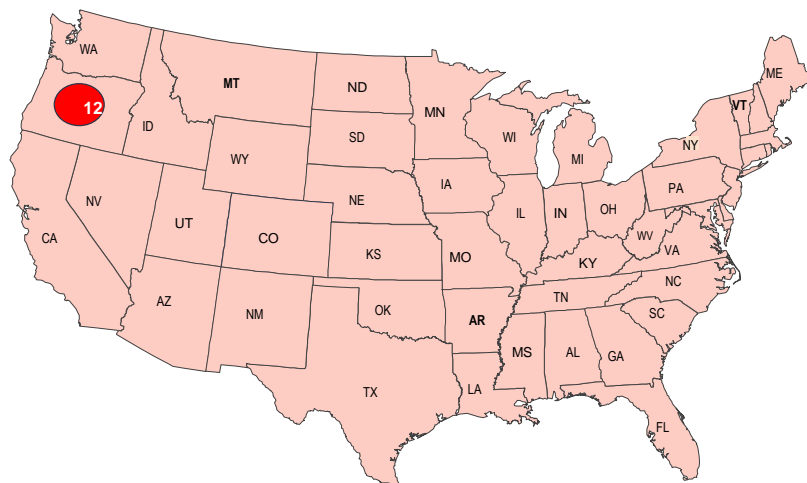 WA
ME
MT
ND
VT
12
MN
ID
SD
WI
NY
WY
MI
PA
IA
NE
NV
OH
IL
IN
UT
CO
WV
CA
VA
KS
MO
KY
NC
AZ
TN
OK
NM
AR
SC
MS
AL
GA
TX
LA
FL